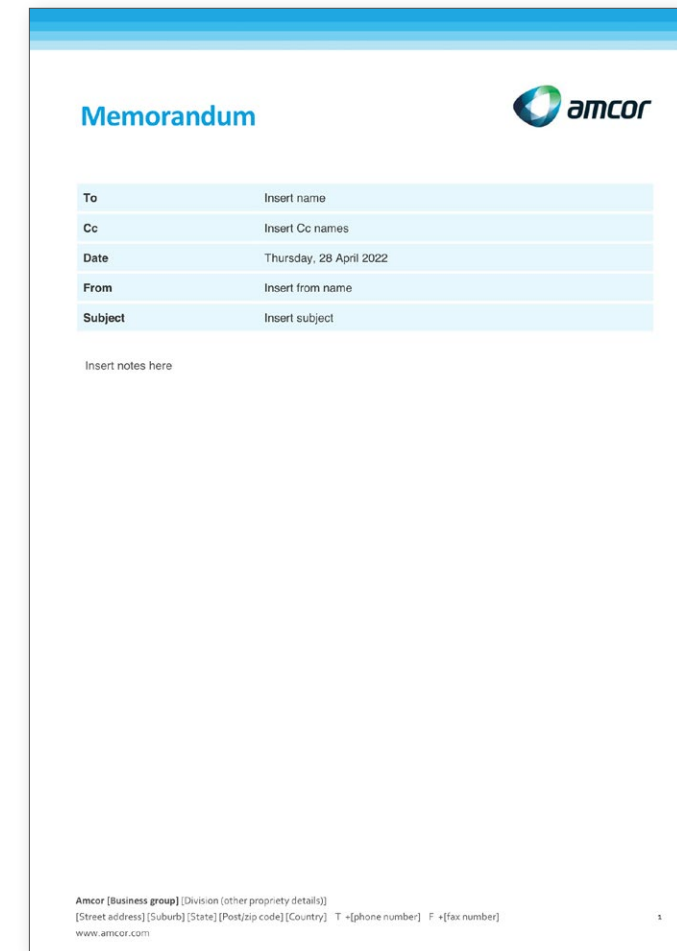 Memorandum
amcor
To Insert name
Cc Insert Cc names
Date Thursday, 28 April 2022
From Insert from name
Subject Insert subject
Insert notes here
Amcor [Business group] [Division (other propriety details)]
[Street address] [Suburb] [State] [Post/zip code] [Country] T +[phone number] F +[fax number] 1
www.amcor.com